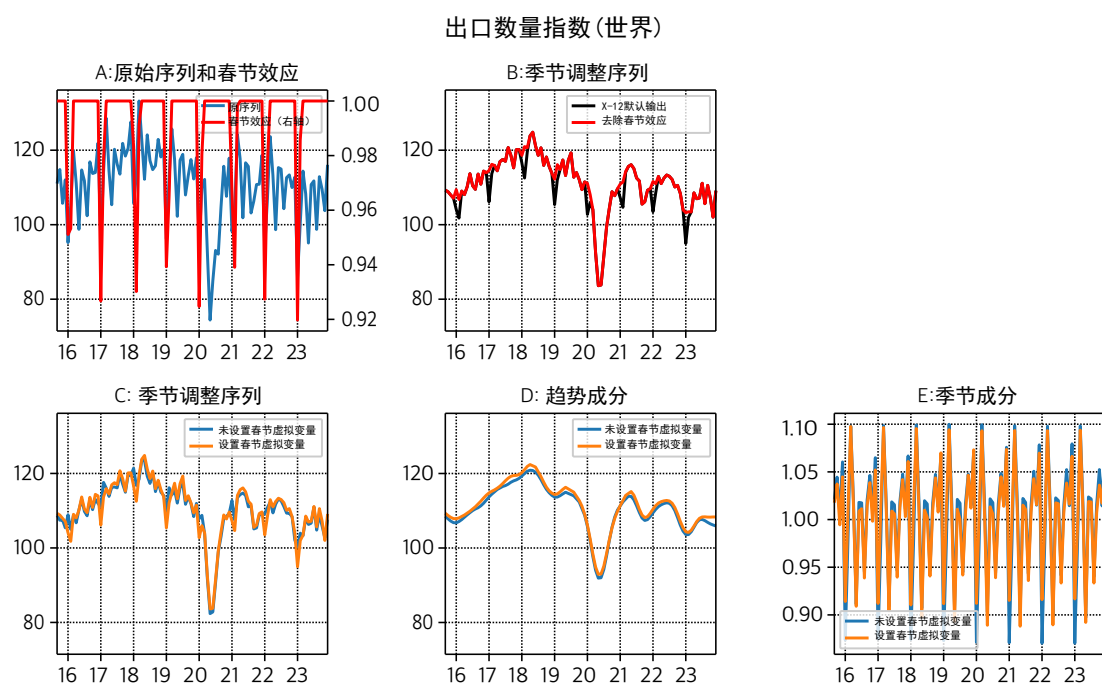 出口数量指数(世界)
A:原始序列和春节效应
原序列
春节效应（右轴）
120
100
80
1.00
0.98
0.96
0.94
0.92
16 17 18 19 20 21 22 23
B:季节调整序列
X-12默认输出
去除春节效应
120
100
80
16 17 18 19 20 21 22 23
C: 季节调整序列
未设置春节虚拟变量
设置春节虚拟变量
120
100
80
16 17 18 19 20 21 22 23
D: 趋势成分
未设置春节虚拟变量
设置春节虚拟变量
120
100
80
16 17 18 19 20 21 22 23
E:季节成分
1.10
1.05
1.00
0.95
0.90
未设置春节虚拟变量
设置春节虚拟变量
16 17 18 19 20 21 22 23